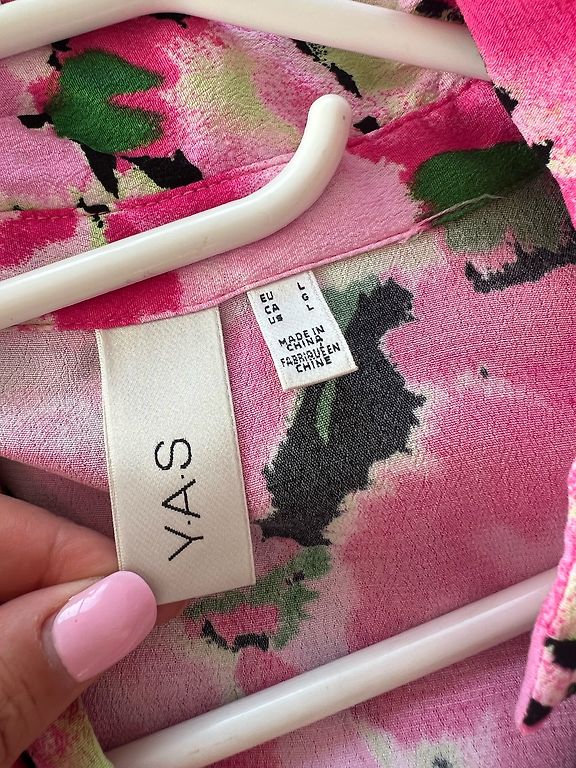 EU L
CA G
US L
MADE IN
CHINA
FABRIQUÉ EN
CHINE
Y.A.S